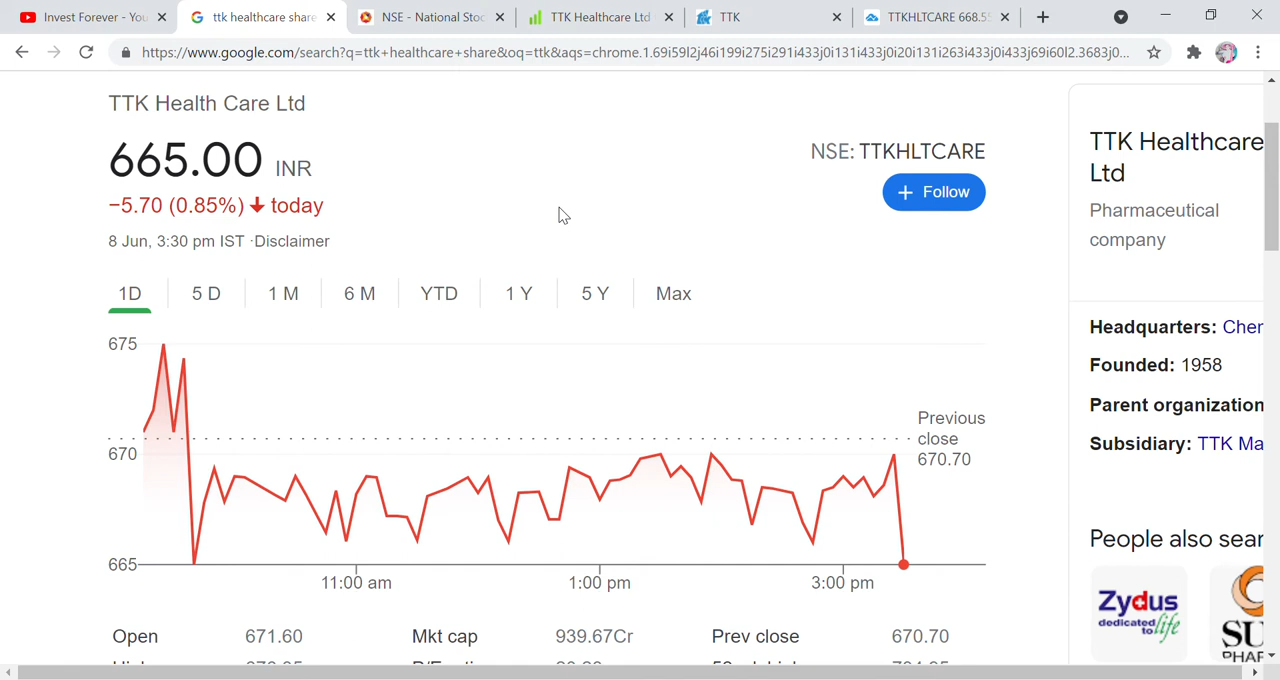 Invest Forever - You
ttk healthcare share
NSE - National Stoc
TTK Healthcare Ltd
TTK
TTKHLTCARE 668.55
https://www.google.com/search?q=ttk+healthcare+share&oq=ttk&aqs=chrome.1.69i59l2j46i199i275i291i433j0i131i433j0i20i131i263i433j0i433j69i60l2.3683j0...
TTK Health Care Ltd
665.00 INR
−5.70 (0.85%) today
8 Jun, 3:30 pm IST ·Disclaimer
NSE: TTKHLTCARE
+ Follow
1D 5 D 1 M 6 M YTD 1 Y 5 Y Max
675
670
665
Previous
close
670.70
11:00 am 1:00 pm 3:00 pm
Open 671.60 Mkt cap 939.67Cr Prev close 670.70
TTK Healthcare
Ltd
Pharmaceutical
company
Headquarters: Cher
Founded: 1958
Parent organization
Subsidiary: TTK Ma
People also sear
Zydus
dedicated to life
SU
PHAR